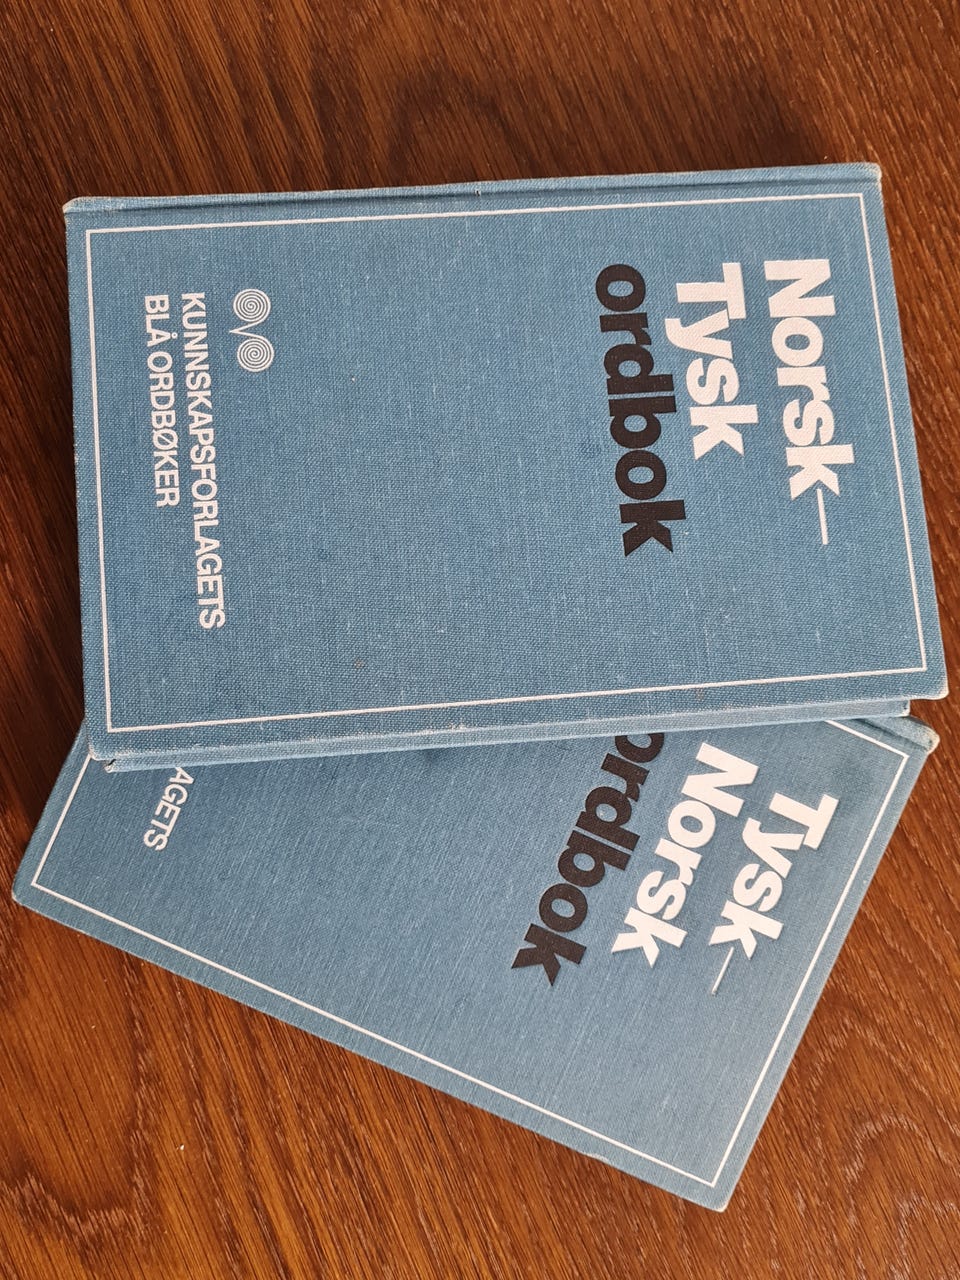 Norsk—
Tysk
ordbok
KUNNSKAPSFORLAGETS
BLÅ ORDBØKER
Tysk—
Norsk
ordbok
AGETS